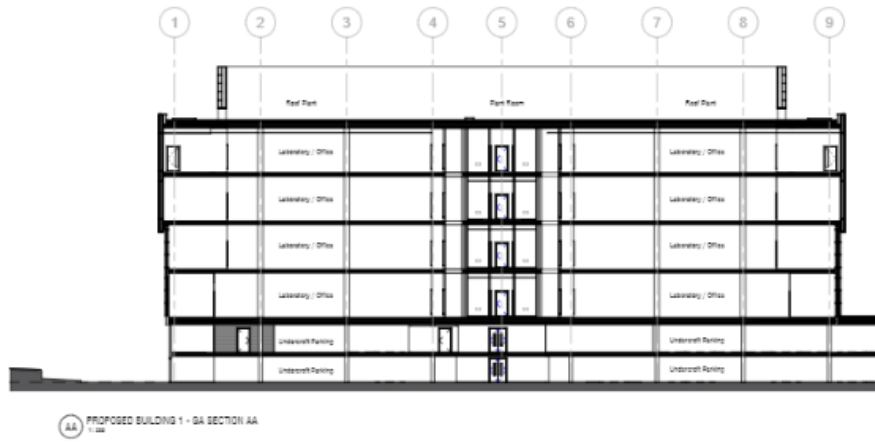 1 2 3 4 5 6 7 8 9
Roof Plant Plant Room Roof Plant
Laboratory / Office Laboratory / Office
Laboratory / Office Laboratory / Office
Laboratory / Office Laboratory / Office
Laboratory / Office Laboratory / Office
Undercroft Parking Undercroft Parking
Undercroft Parking Undercroft Parking
AA PROPOSED BUILDING 1 - GA SECTION AA